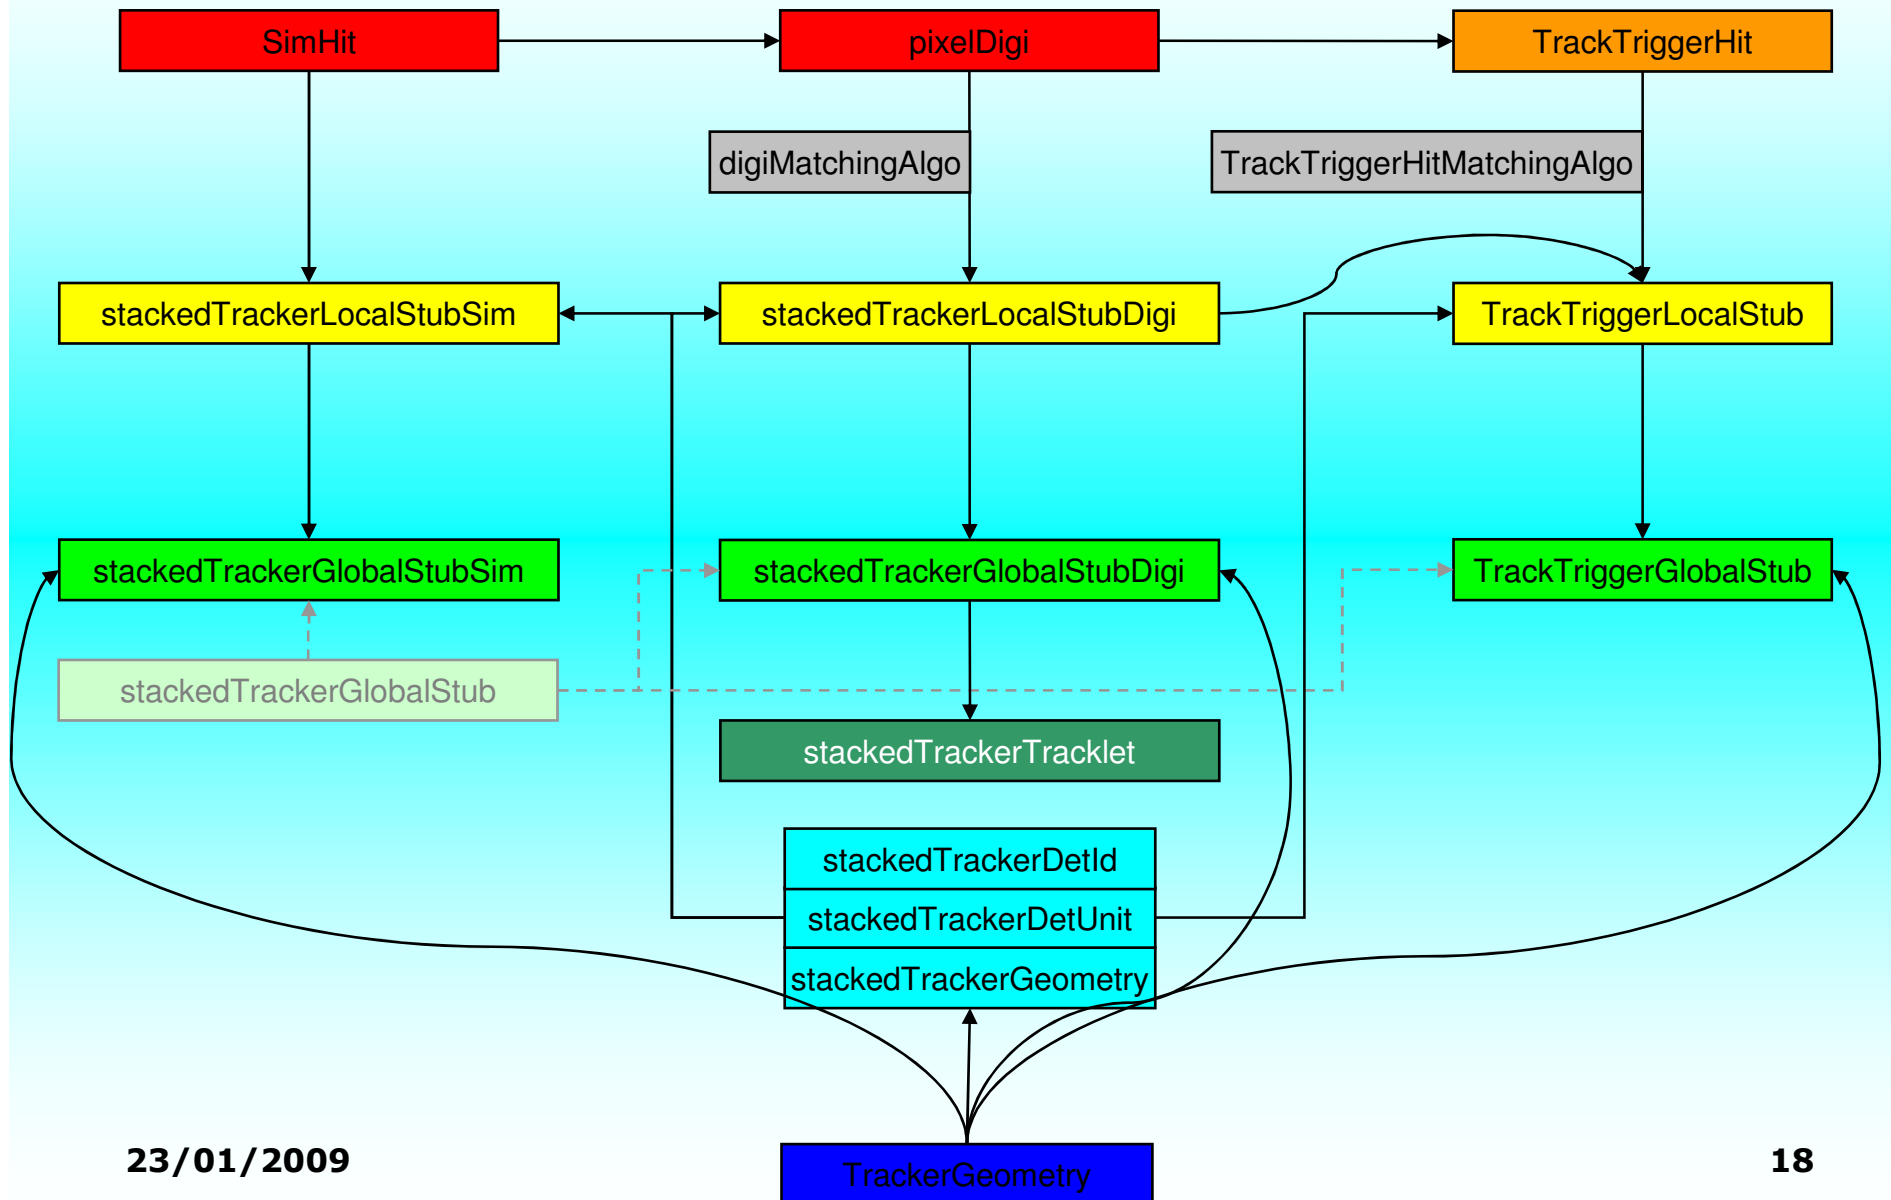 SimHit
pixelDigi
TrackTriggerHit
digiMatchingAlgo
TrackTriggerHitMatchingAlgo
stackedTrackerLocalStubSim
stackedTrackerLocalStubDigi
TrackTriggerLocalStub
stackedTrackerGlobalStubSim
stackedTrackerGlobalStubDigi
TrackTriggerGlobalStub
stackedTrackerGlobalStub
stackedTrackerTracklet
stackedTrackerDetId
stackedTrackerDetUnit
stackedTrackerGeometry
23/01/2009
TrackerGeometry
18